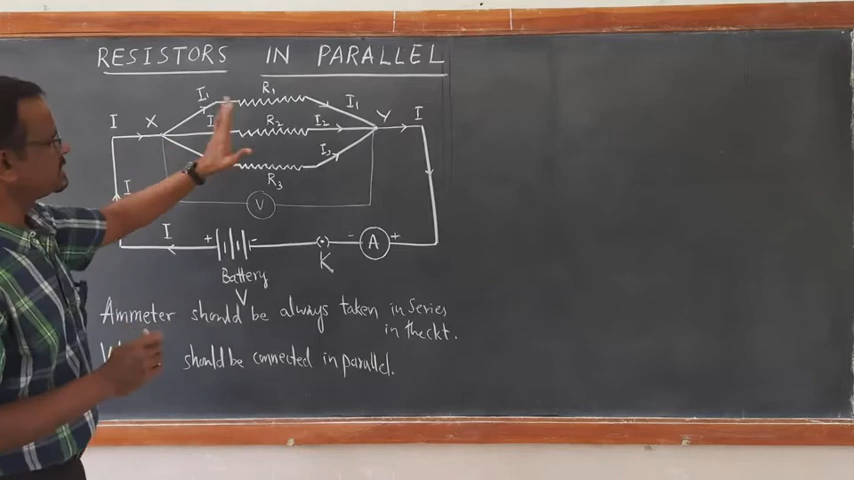 RESISTORS IN PARALLEL
I₁ R₁ I₁
I X I R₂ I₂ Y I
I₃
R₃
I V
I + - - A +
K
Battery
V
Ammeter should be always taken in Series
in the ckt.
should be connected in parallel.